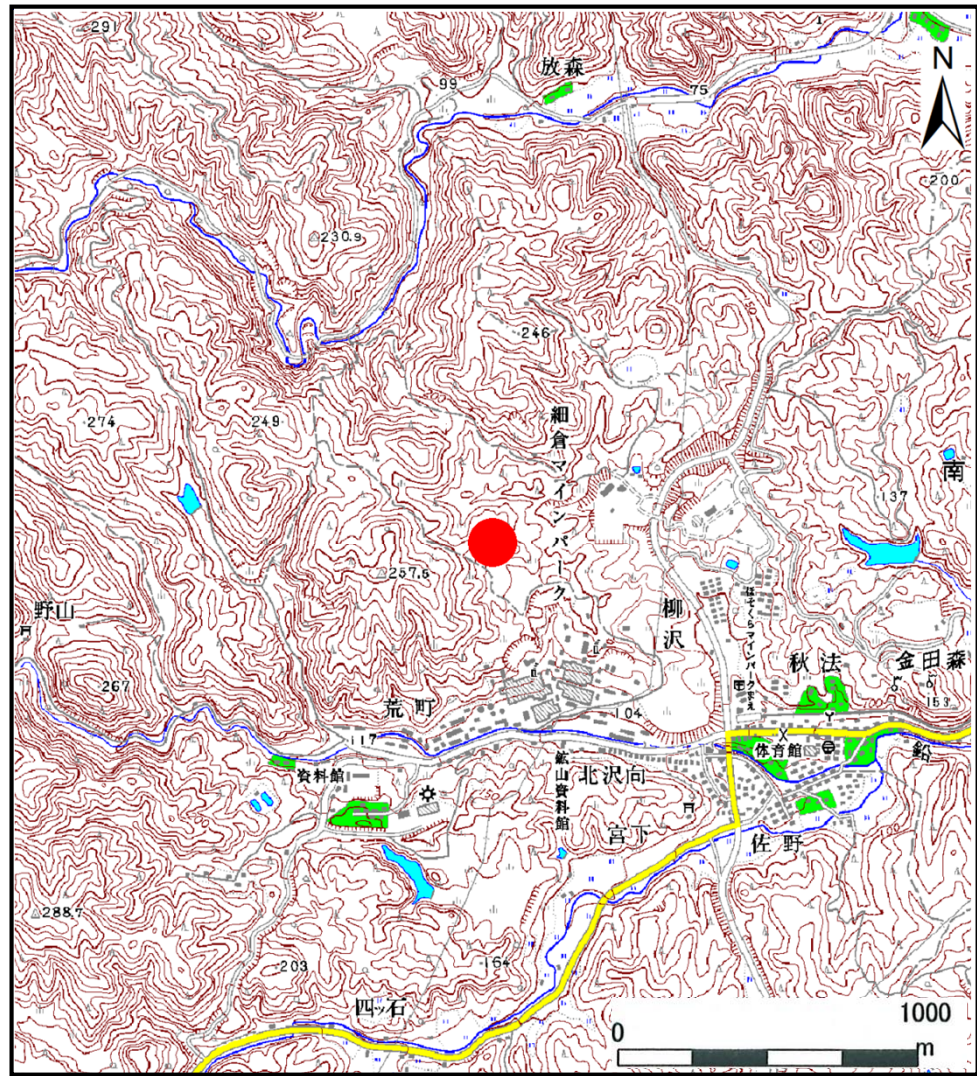 291
放森
99
75
N
200
230.9
246
274
249
細倉マインパーク
南
137
257.6
野山
柳沢
ほそくらマインパークまえ
秋法
金田森
267
153
荒町
104
117
体育館
鉛
資料館
鉱山資料館
北沢向
宮下
佐野
288.7
203
164
四ッ石
0 1000
m